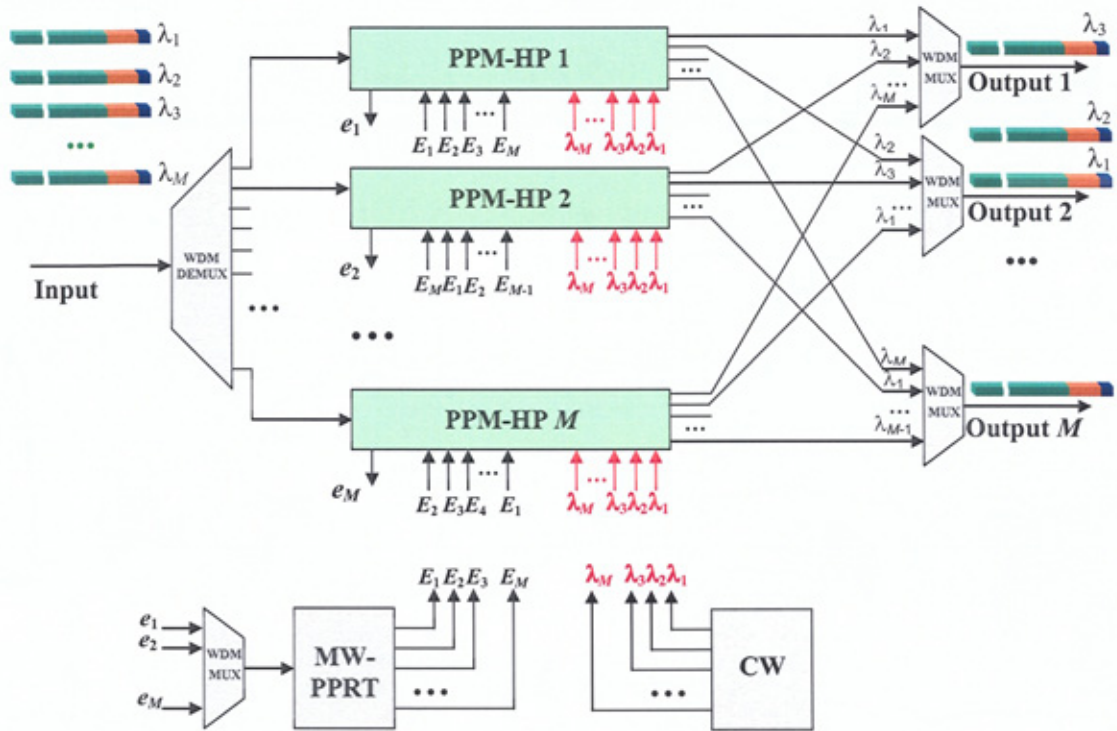 λ1
λ2
λ3
...
λM
Input
WDM
DEMUX
...
PPM-HP 1
e1
E1 E2 E3 ... EM
λM ... λ3 λ2 λ1
...
PPM-HP 2
e2
EM E1 E2 ... EM-1
λM ... λ3 λ2 λ1
...
...
PPM-HP M
eM
E2 E3 E4 ... E1
λM ... λ3 λ2 λ1
...
λ1
λ2
...
λM
WDM
MUX
λ3
Output 1
λ2
λ3
...
λ1
WDM
MUX
λ2
λ1
Output 2
...
λM
λ1
...
λM-1
WDM
MUX
Output M
e1
e2
eM
WDM
MUX
MW-
PPRT
E1 E2 E3 EM
...
λM λ3 λ2 λ1
...
CW